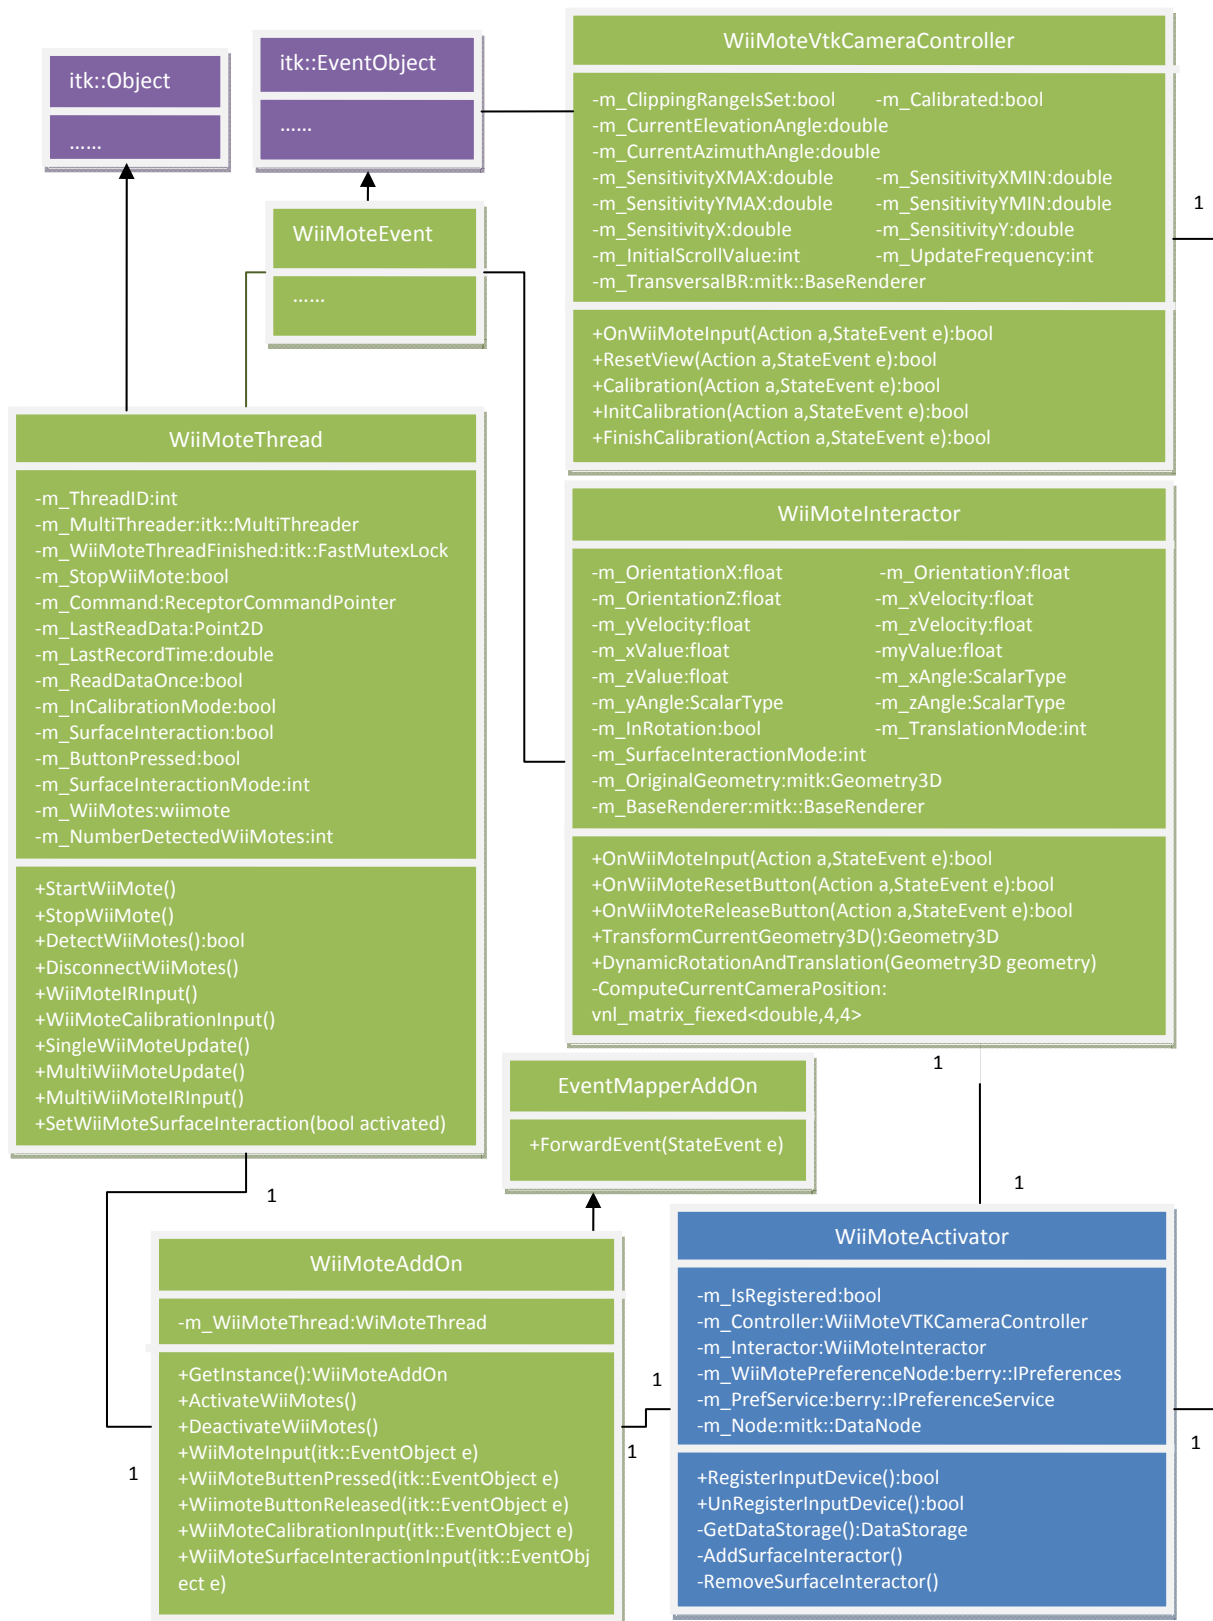 itk::Object
......
itk::EventObject
......
WiiMoteEvent
......
WiiMoteVtkCameraController
-m_ClippingRangeIsSet:bool -m_Calibrated:bool
-m_CurrentElevationAngle:double
-m_CurrentAzimuthAngle:double
-m_SensitivityXMAX:double -m_SensitivityXMIN:double
-m_SensitivityYMAX:double -m_SensitivityYMIN:double
-m_SensitivityX:double -m_SensitivityY:double
-m_InitialScrollValue:int -m_UpdateFrequency:int
-m_TransversalBR:mitk::BaseRenderer
+OnWiiMoteInput(Action a,StateEvent e):bool
+ResetView(Action a,StateEvent e):bool
+Calibration(Action a,StateEvent e):bool
+InitCalibration(Action a,StateEvent e):bool
+FinishCalibration(Action a,StateEvent e):bool
1
WiiMoteThread
-m_ThreadID:int
-m_MultiThreader:itk::MultiThreader
-m_WiiMoteThreadFinished:itk::FastMutexLock
-m_StopWiiMote:bool
-m_Command:ReceptorCommandPointer
-m_LastReadData:Point2D
-m_LastRecordTime:double
-m_ReadDataOnce:bool
-m_InCalibrationMode:bool
-m_SurfaceInteraction:bool
-m_ButtonPressed:bool
-m_SurfaceInteractionMode:int
-m_WiiMotes:wiimote
-m_NumberDetectedWiiMotes:int
+StartWiiMote()
+StopWiiMote()
+DetectWiiMotes():bool
+DisconnectWiiMotes()
+WiiMoteIRInput()
+WiiMoteCalibrationInput()
+SingleWiiMoteUpdate()
+MultiWiiMoteUpdate()
+MultiWiiMoteIRInput()
+SetWiiMoteSurfaceInteraction(bool activated)
1
WiiMoteInteractor
-m_OrientationX:float -m_OrientationY:float
-m_OrientationZ:float -m_xVelocity:float
-m_yVelocity:float -m_zVelocity:float
-m_xValue:float -myValue:float
-m_zValue:float -m_xAngle:ScalarType
-m_yAngle:ScalarType -m_zAngle:ScalarType
-m_InRotation:bool -m_TranslationMode:int
-m_SurfaceInteractionMode:int
-m_OriginalGeometry:mitk:Geometry3D
-m_BaseRenderer:mitk::BaseRenderer
+OnWiiMoteInput(Action a,StateEvent e):bool
+OnWiiMoteResetButton(Action a,StateEvent e):bool
+OnWiiMoteReleaseButton(Action a,StateEvent e):bool
+TransformCurrentGeometry3D():Geometry3D
+DynamicRotationAndTranslation(Geometry3D geometry)
-ComputeCurrentCameraPosition:
vnl_matrix_fiexed<double,4,4>
1
EventMapperAddOn
+ForwardEvent(StateEvent e)
1
WiiMoteAddOn
-m_WiiMoteThread:WiMoteThread
+GetInstance():WiiMoteAddOn
+ActivateWiiMotes()
+DeactivateWiiMotes()
+WiiMoteInput(itk::EventObject e)
+WiiMoteButtenPressed(itk::EventObject e)
+WiimoteButtonReleased(itk::EventObject e)
+WiiMoteCalibrationInput(itk::EventObject e)
+WiiMoteSurfaceInteractionInput(itk::EventObj
ect e)
1
1
1
WiiMoteActivator
-m_IsRegistered:bool
-m_Controller:WiiMoteVTKCameraController
-m_Interactor:WiiMoteInteractor
-m_WiiMotePreferenceNode:berry::IPreferences
-m_PrefService:berry::IPreferenceService
-m_Node:mitk::DataNode
+RegisterInputDevice():bool
+UnRegisterInputDevice():bool
-GetDataStorage():DataStorage
-AddSurfaceInteractor()
-RemoveSurfaceInteractor()
1